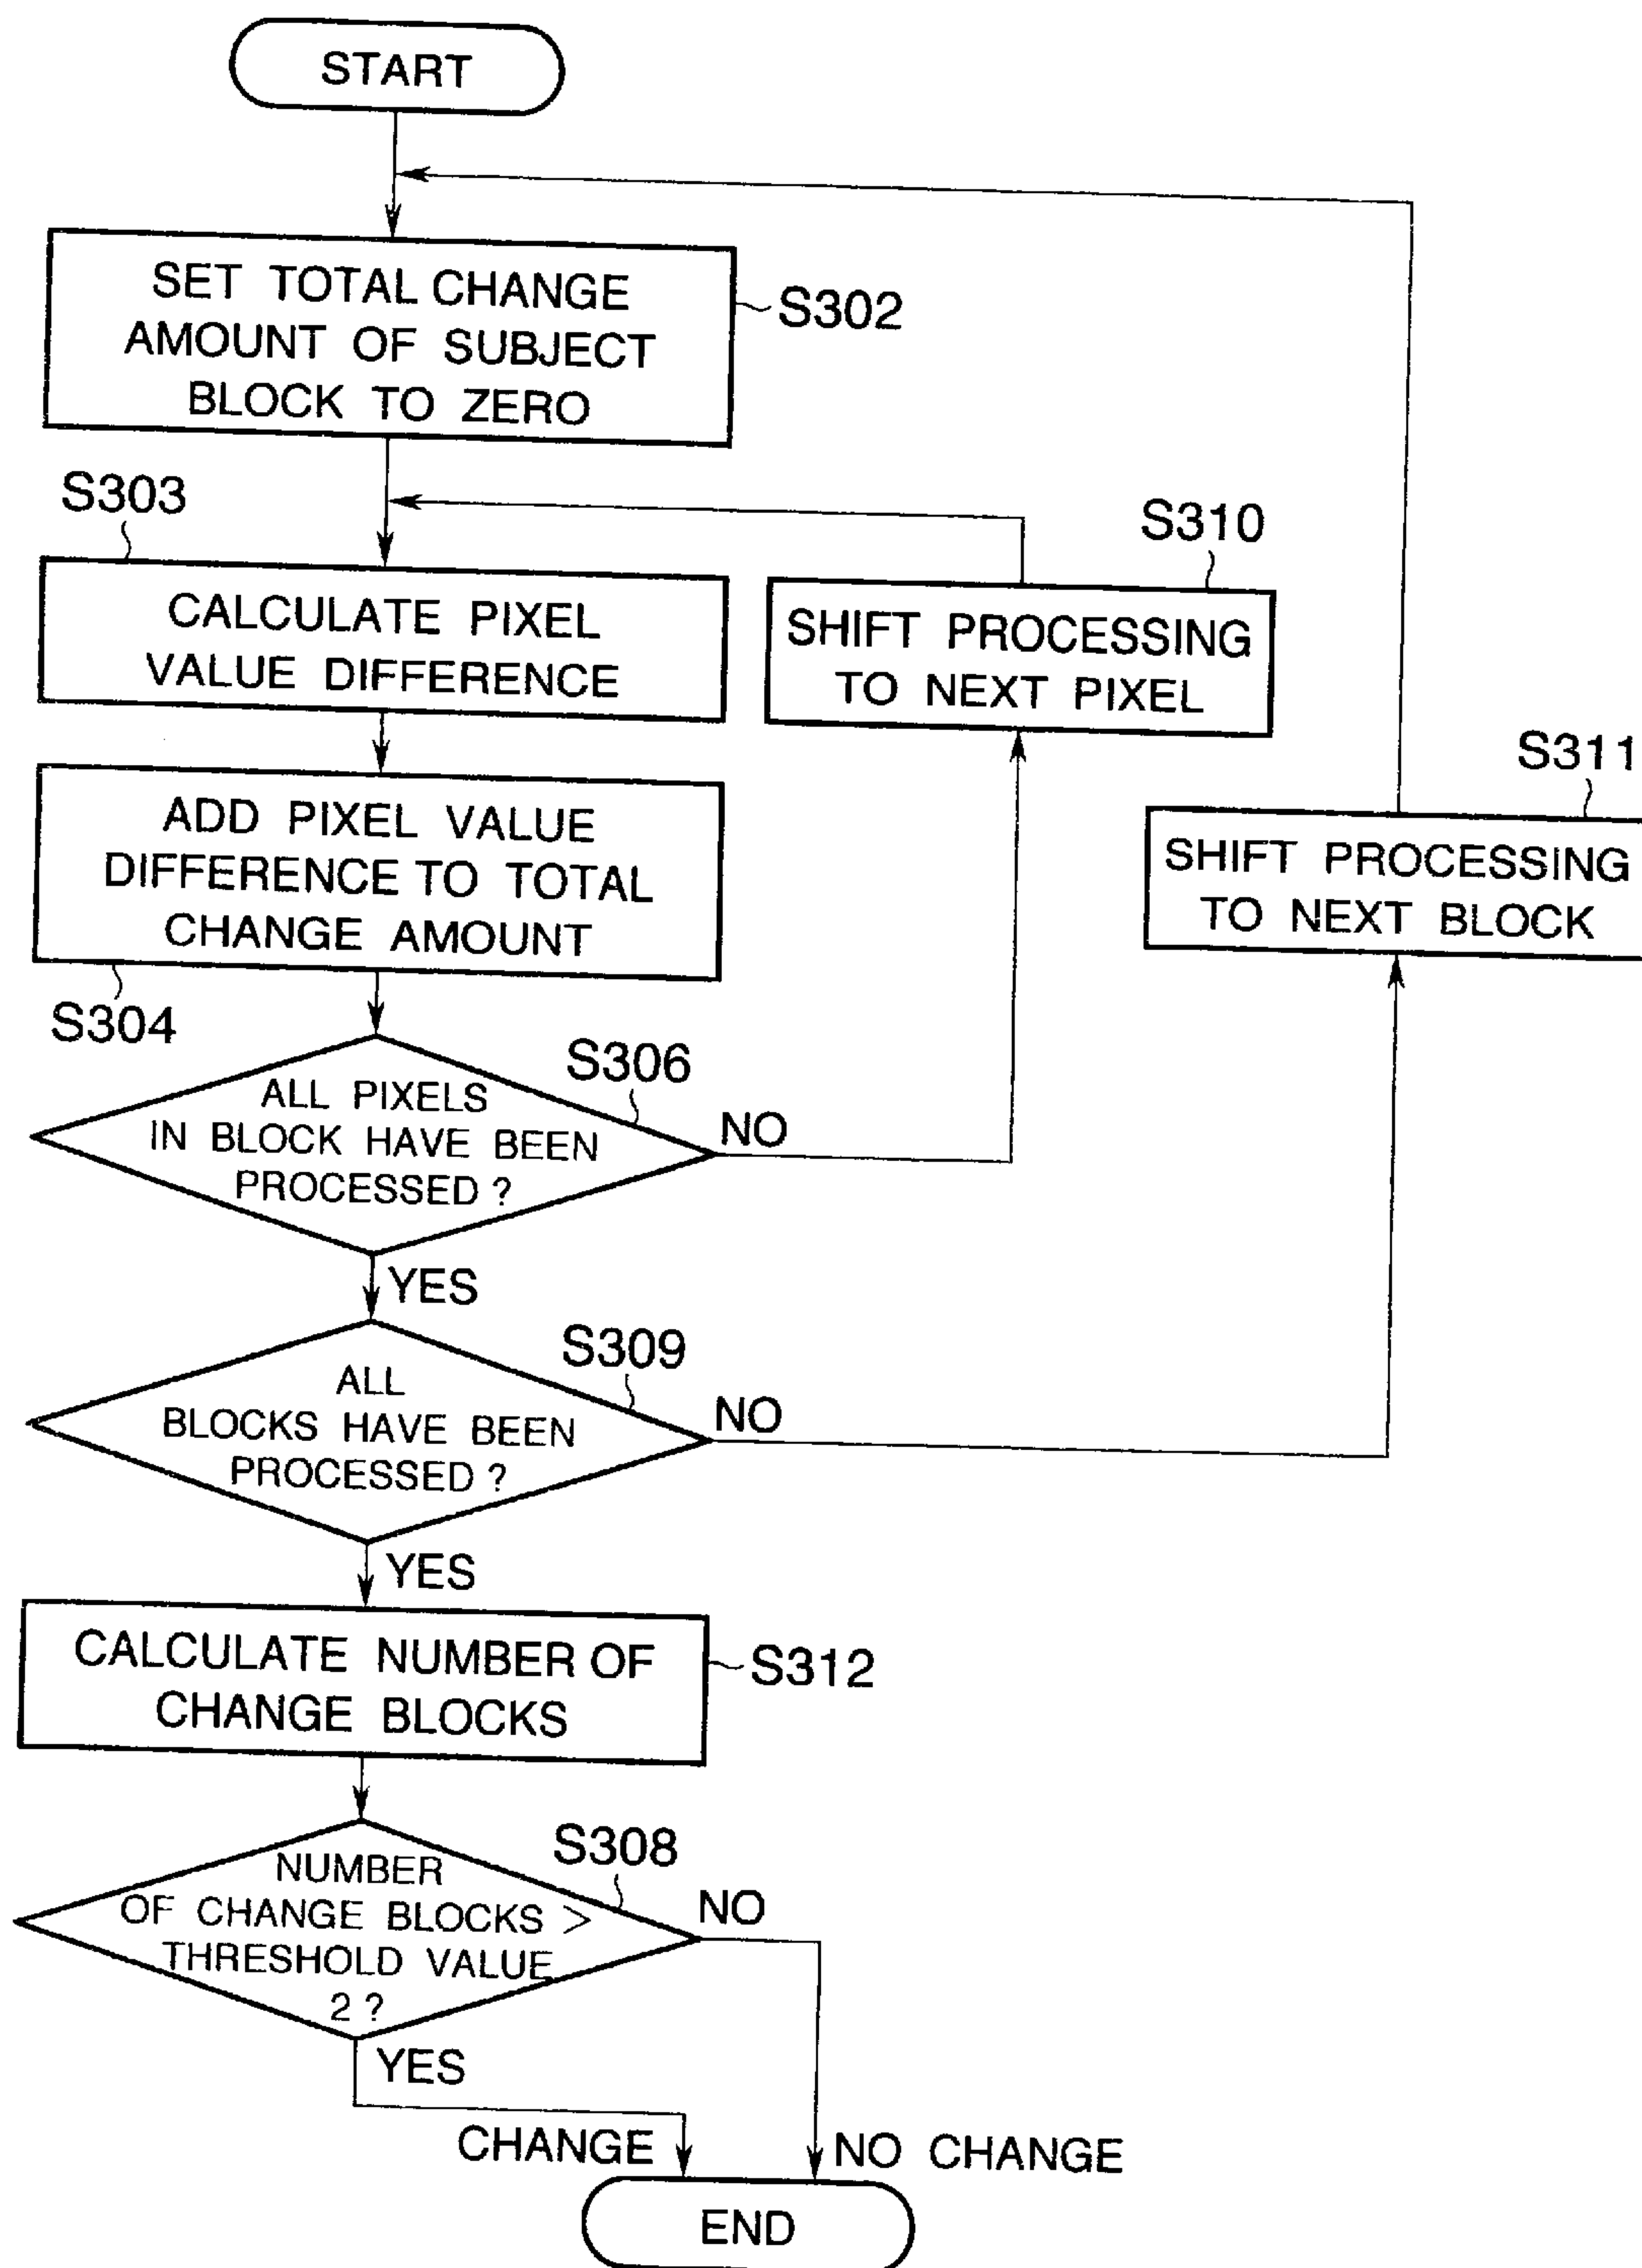 START
SET TOTAL CHANGE
AMOUNT OF SUBJECT
BLOCK TO ZERO
S302
S303
CALCULATE PIXEL
VALUE DIFFERENCE
S310
SHIFT PROCESSING
TO NEXT PIXEL
S311
SHIFT PROCESSING
TO NEXT BLOCK
ADD PIXEL VALUE
DIFFERENCE TO TOTAL
CHANGE AMOUNT
S304
S306
ALL PIXELS
IN BLOCK HAVE BEEN
PROCESSED ?
NO
YES
S309
ALL
BLOCKS HAVE BEEN
PROCESSED ?
NO
YES
CALCULATE NUMBER OF
CHANGE BLOCKS
S312
S308
NUMBER
OF CHANGE BLOCKS >
THRESHOLD VALUE
2 ?
NO
YES
CHANGE
NO CHANGE
END